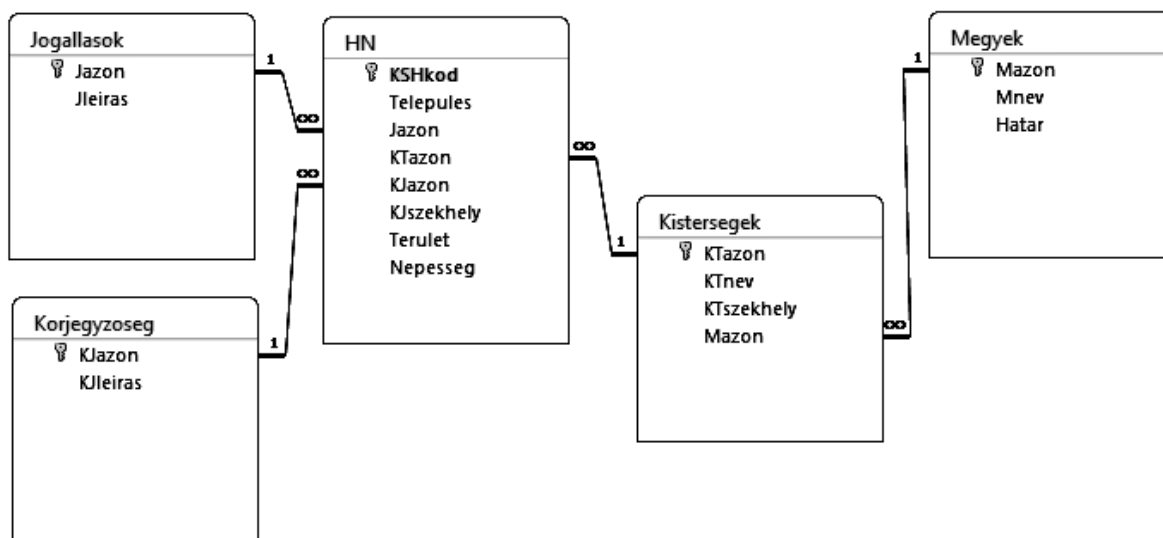 Jogallasok
Jazon
Jleiras
1
∞
HN
KSHkod
Telepules
Jazon
KTazon
KJazon
KJszekhely
Terulet
Nepesseg
∞
∞
1
Korjegyzoseg
KJazon
KJleiras
1
Kistersegek
KTazon
KTnev
KTszekhely
Mazon
∞
1
Megyek
Mazon
Mnev
Hatar